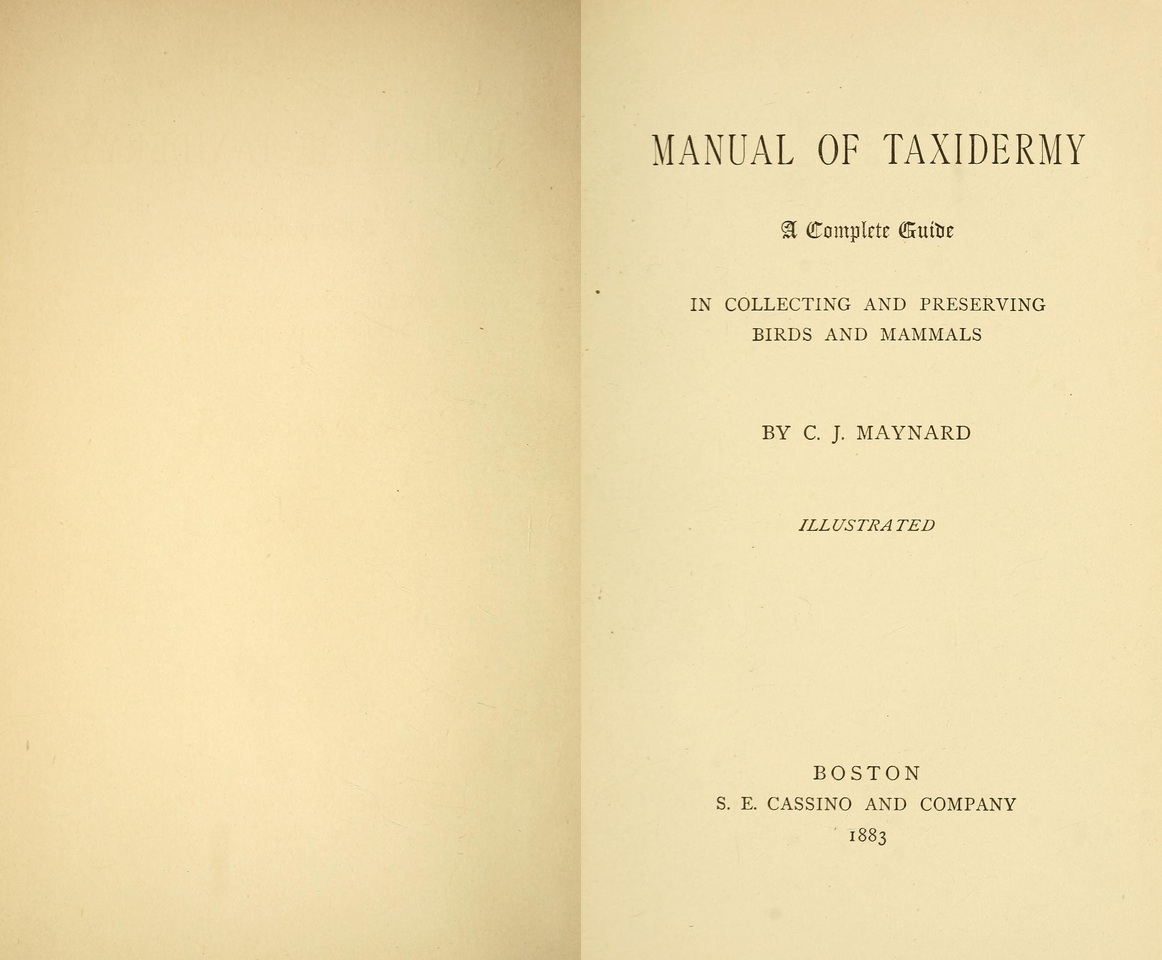 MANUAL OF TAXIDERMY
A Complete Guide
IN COLLECTING AND PRESERVING
BIRDS AND MAMMALS
BY C. J. MAYNARD
ILLUSTRATED
BOSTON
S. E. CASSINO AND COMPANY
1883